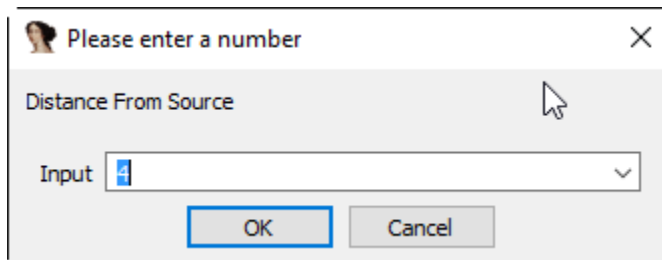 Please enter a number
Distance From Source
Input 4
OK Cancel